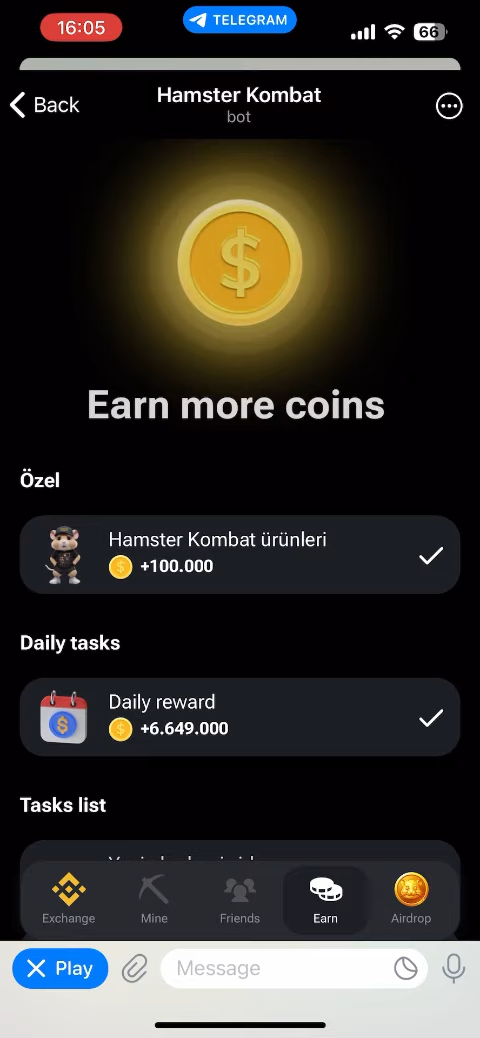 16:05
TELEGRAM
66
Back
Hamster Kombat
bot
$
Earn more coins
Özel
Hamster Kombat ürünleri
+100.000
Daily tasks
Daily reward
+6.649.000
Tasks list
Exchange
Mine
Friends
Earn
Airdrop
Play
Message